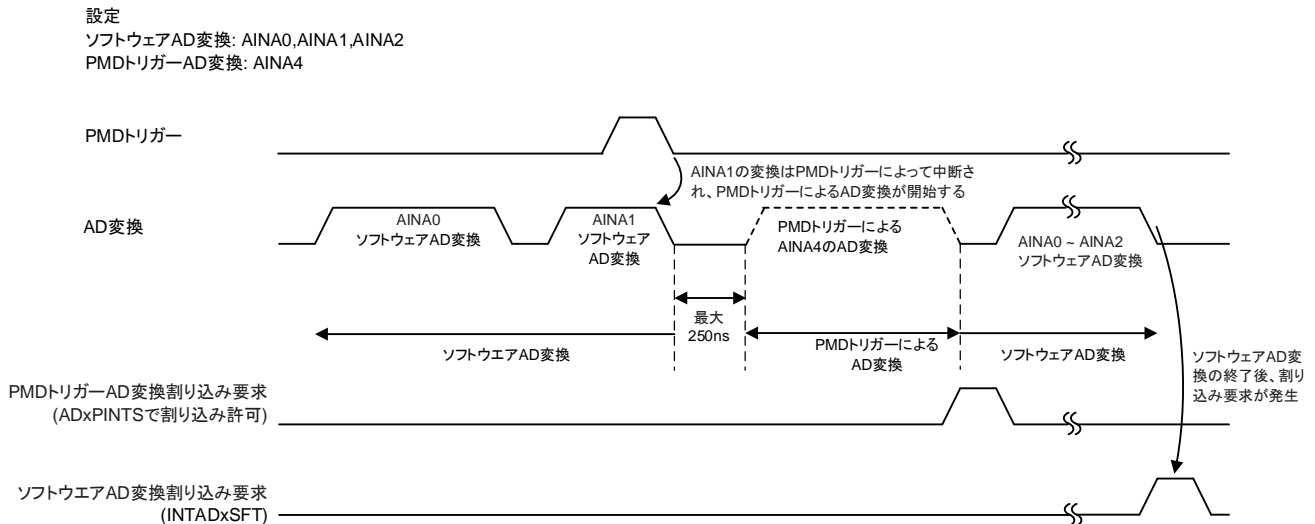 設定
ソフトウェアAD変換: AINA0,AINA1,AINA2
PMDトリガーAD変換: AINA4
PMDトリガー
AINA1の変換はPMDトリガーによって中断さ
れ、PMDトリガーによるAD変換が開始する
AD変換
AINA0
ソフトウェアAD変換
AINA1
ソフトウェア
AD変換
PMDトリガーによる
AINA4のAD変換
AINA0 ~ AINA2
ソフトウェアAD変換
ソフトウエアAD変換
最大
250ns
PMDトリガーによる
AD変換
ソフトウェアAD変換
ソフトウェアAD変
換の終了後、割り
込み要求が発生
PMDトリガーAD変換割り込み要求
(ADxPINTSで割り込み許可)
ソフトウエアAD変換割り込み要求
(INTADxSFT)